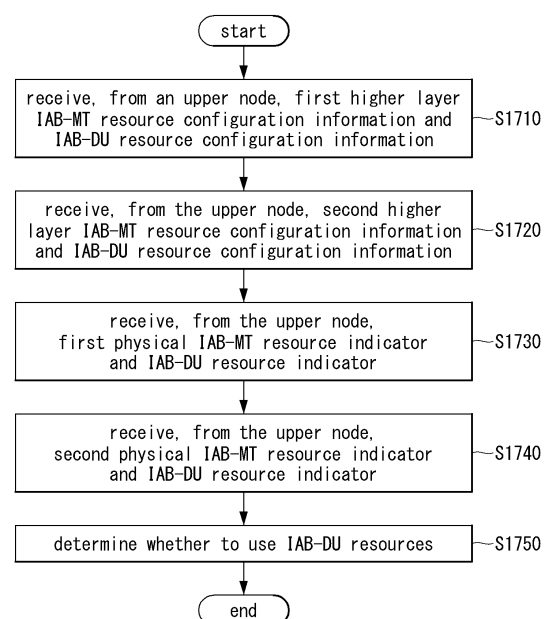 start
receive, from an upper node, first higher layer
IAB-MT resource configuration information and
IAB-DU resource configuration information
S1710
receive, from the upper node, second higher
layer IAB-MT resource configuration information
and IAB-DU resource configuration information
S1720
receive, from the upper node,
first physical IAB-MT resource indicator
and IAB-DU resource indicator
S1730
receive, from the upper node,
second physical IAB-MT resource indicator
and IAB-DU resource indicator
S1740
determine whether to use IAB-DU resources
S1750
end